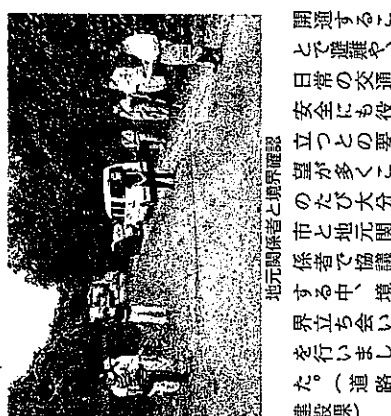 地元関係者と境界確認
開通するこ
とで避難や、
日常の交通
安全にも役
立つとの要
望が多くこ
のたび大分
市と地元関
係者で協議
する中、境
界立ち会い
を行いまし
た。（道路
建設課）